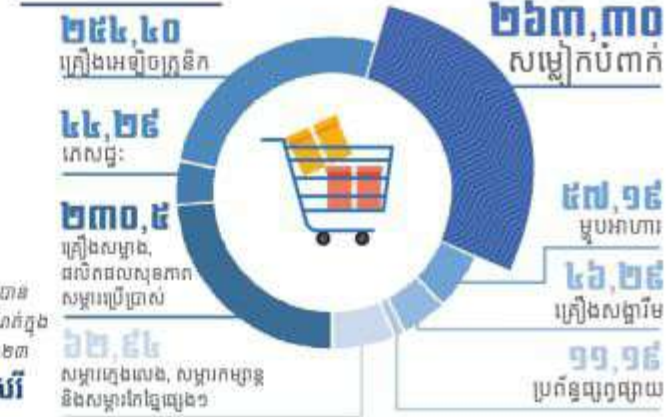 ២៥៤,៤០
គ្រឿងអេឡិចត្រូនិក
៤៤,២៩
ភេសជ្ជៈ
២៣០,៥
គ្រឿងសម្អាង,
ផលិតផលសុខភាព
សម្ភារប្រើប្រាស់
៦២,៩៤
សម្ភារក្មេងលេង, សម្ភារកម្សាន្ត
និងសម្ភារកែច្នៃផ្សេងៗ
២៦៣,៣០
សម្លៀកបំពាក់
៥៧,១៩
ម្ហូបអាហារ
៤៦,២៩
គ្រឿងសង្ហារឹម
១១,១៩
ប្រព័ន្ធផ្សព្វផ្សាយ
បាន
២៣